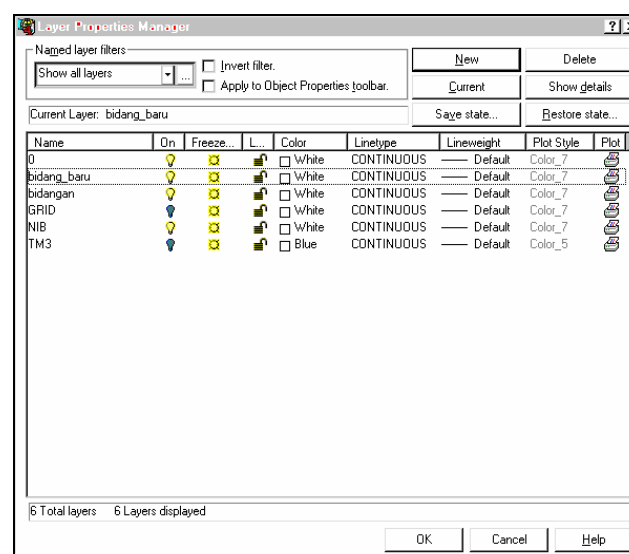 Layer Properties Manager
Named layer filters
Show all layers
...
Invert filter.
Apply to Object Properties toolbar.
New
Delete
Current
Show details
Save state...
Restore state...
Current Layer: bidang_baru
Name On Freeze... L... Color Linetype Lineweight Plot Style Plot
0 White CONTINUOUS Default Color_7
bidang_baru White CONTINUOUS Default Color_7
bidangan White CONTINUOUS Default Color_7
GRID White CONTINUOUS Default Color_7
NIB White CONTINUOUS Default Color_7
TM3 Blue CONTINUOUS Default Color_5
6 Total layers 6 Layers displayed
OK Cancel Help